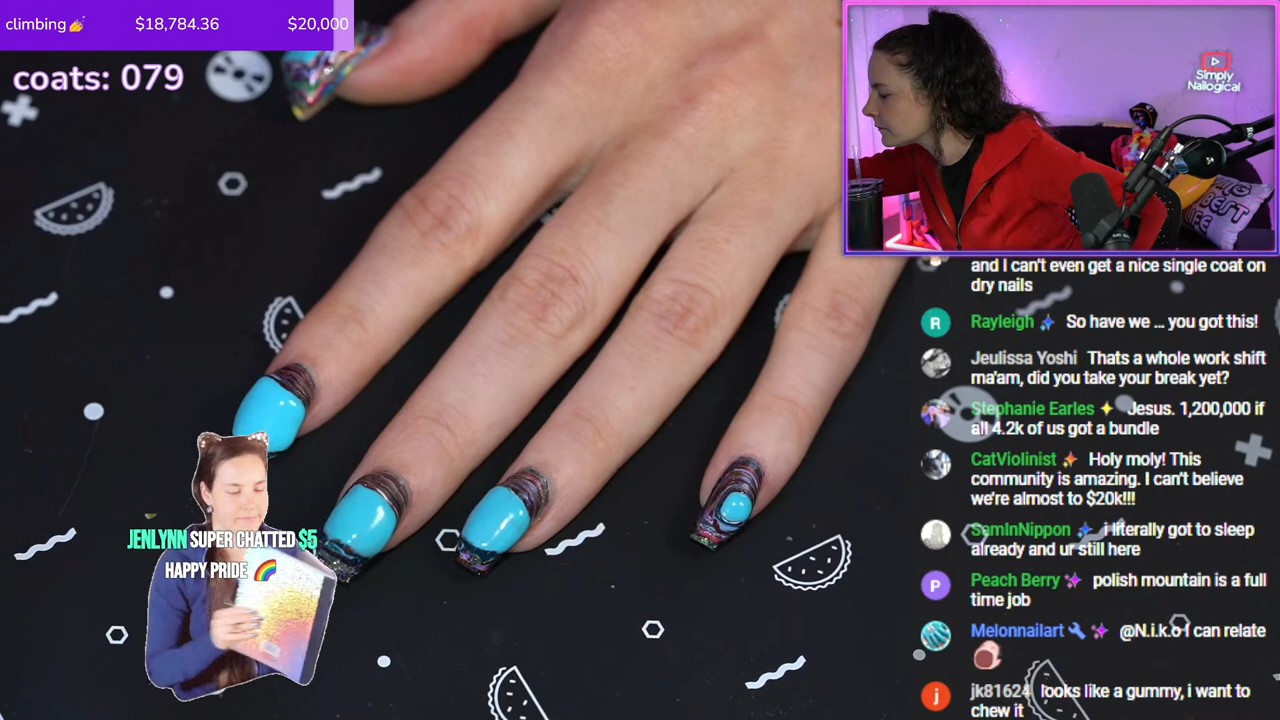 climbing💅 $18,784.36 $20,000
coats: 079
Simply
Nailogical
LIFE
JENLYNN SUPER CHATTED $5
HAPPY PRIDE 🌈
and I can't even get a nice single coat on
dry nails
R
Rayleigh So have we ... you got this!
Jeulissa Yoshi Thats a whole work shift
ma'am, did you take your break yet?
Stephanie Earles Jesus. 1,200,000 if
all 4.2k of us got a bundle
CatViolinist Holy moly! This
community is amazing. I can't believe
we're almost to $20k!!!
SamInNippon i literally got to sleep
already and ur still here
P
Peach Berry polish mountain is a full
time job
Melonnailart @N.i.k.o I can relate
j
jk81624 looks like a gummy, i want to
chew it